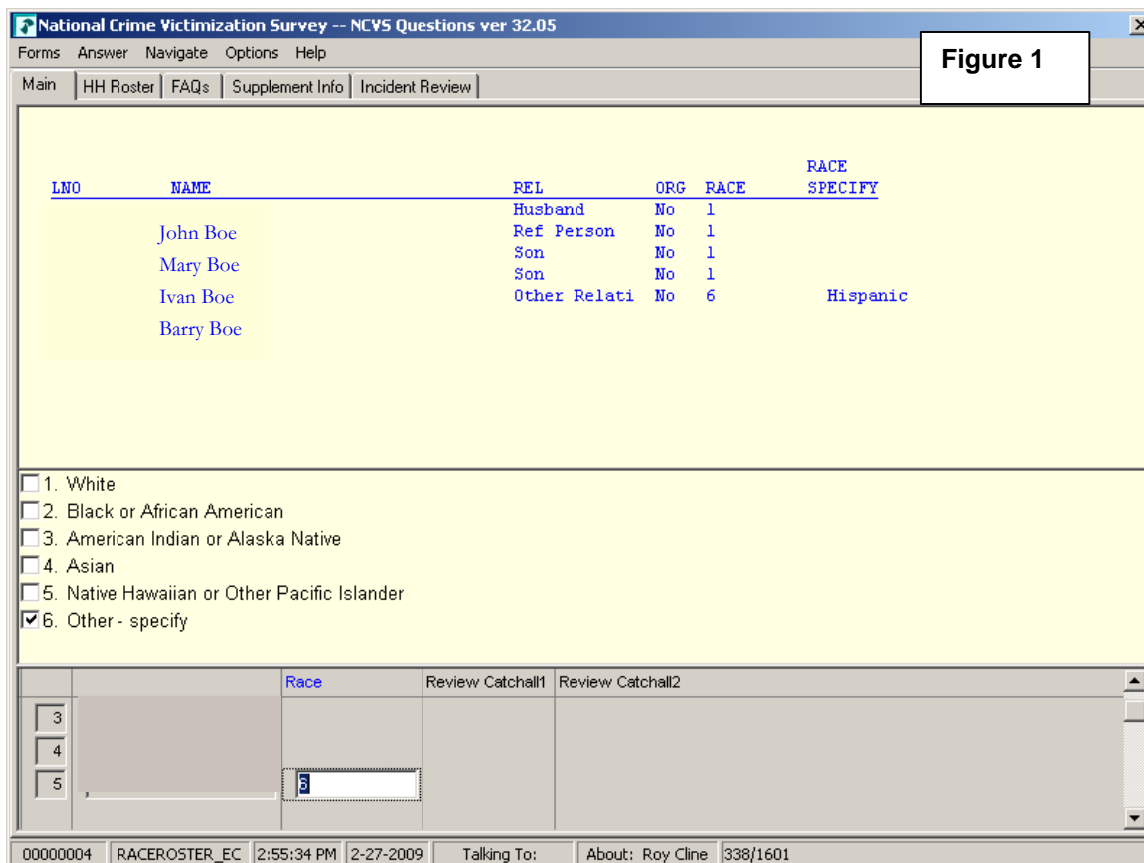 National Crime Victimization Survey -- NCVS Questions ver 32.05
Forms Answer Navigate Options Help
Figure 1
Main HH Roster FAQs Supplement Info Incident Review
RACE
LNO NAME REL ORG RACE SPECIFY
Husband No 1
John Boe Ref Person No 1
Son No 1
Mary Boe
Son No 1
Ivan Boe Other Relati No 6 Hispanic
Barry Boe
1. White
2. Black or African American
3. American Indian or Alaska Native
4. Asian
5. Native Hawaiian or Other Pacific Islander
6. Other - specify
Race Review Catchall1 Review Catchall2
3
4
5 6
00000004 RACEROSTER_EC 2:55:34 PM 2-27-2009 Talking To: About: Roy Cline 338/1601